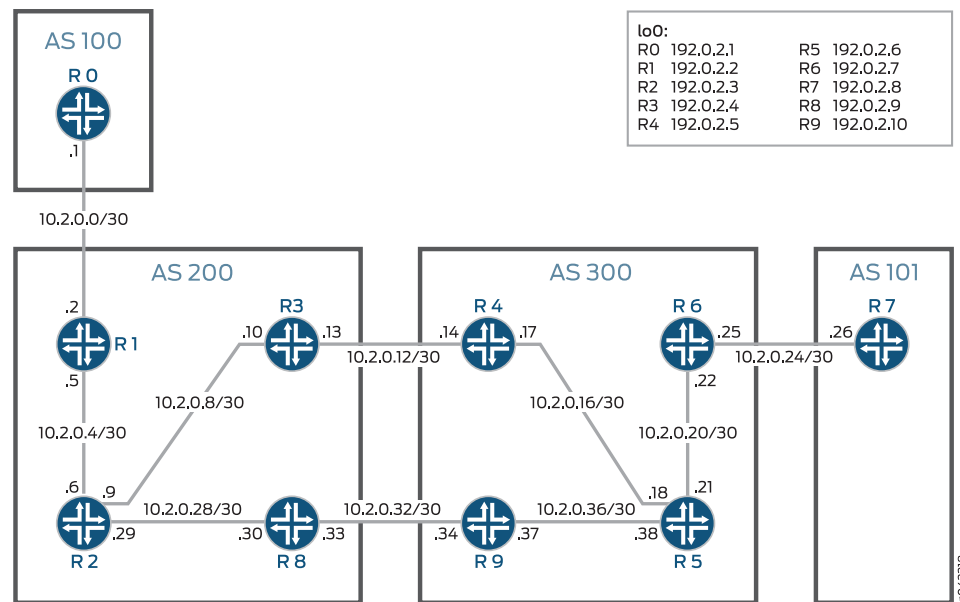 AS 100
R 0
.1
10.2.0.0/30
lo0:
R0 192.0.2.1 R5 192.0.2.6
R1 192.0.2.2 R6 192.0.2.7
R2 192.0.2.3 R7 192.0.2.8
R3 192.0.2.4 R8 192.0.2.9
R4 192.0.2.5 R9 192.0.2.10
AS 200
AS 300
AS 101
.2
R 1
.5
10.2.0.4/30
.6
.9
R 2
.29
10.2.0.8/30
.10
R3
.13
10.2.0.28/30
.30
R 8
.33
10.2.0.12/30
10.2.0.32/30
.14
R 4
.17
10.2.0.16/30
.34
R 9
.37
10.2.0.36/30
R 6
.25
.22
10.2.0.20/30
.18
.21
.38
R 5
10.2.0.24/30
.26
R 7